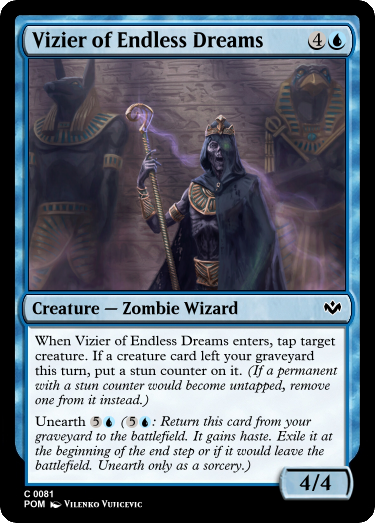 Vizier of Endless Dreams 4
Creature — Zombie Wizard
When Vizier of Endless Dreams enters, tap target
creature. If a creature card left your graveyard
this turn, put a stun counter on it. (If a permanent
with a stun counter would become untapped, remove
one from it instead.)
Unearth 5 (5 : Return this card from your
graveyard to the battlefield. It gains haste. Exile it at
the beginning of the end step or if it would leave the
battlefield. Unearth only as a sorcery.)
4/4
C 0081
POM Vilenko Vujicevic